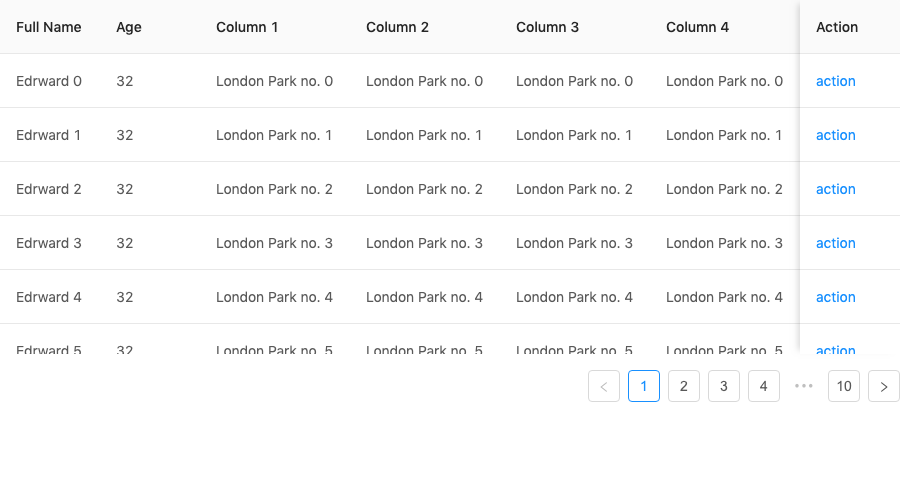 Full Name Age Column 1 Column 2 Column 3 Column 4 Action
Edrward 0 32 London Park no. 0 London Park no. 0 London Park no. 0 London Park no. 0 action
Edrward 1 32 London Park no. 1 London Park no. 1 London Park no. 1 London Park no. 1 action
Edrward 2 32 London Park no. 2 London Park no. 2 London Park no. 2 London Park no. 2 action
Edrward 3 32 London Park no. 3 London Park no. 3 London Park no. 3 London Park no. 3 action
Edrward 4 32 London Park no. 4 London Park no. 4 London Park no. 4 London Park no. 4 action
Edrward 5 32 London Park no. 5 London Park no. 5 London Park no. 5 London Park no. 5 action
< 1 2 3 4 ••• 10 >